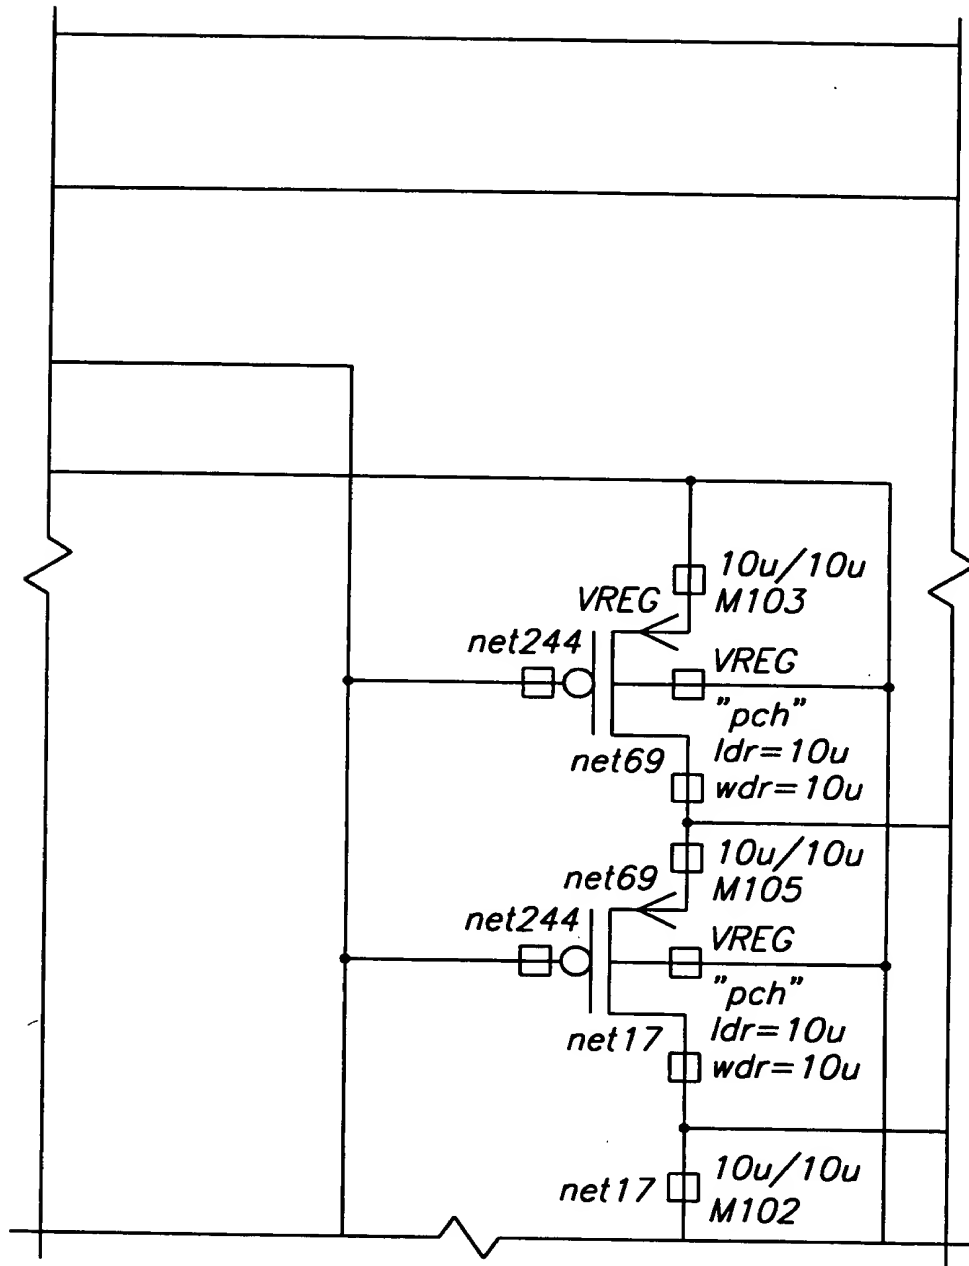 10u/10u
VREG M103
net244
VREG
"pch"
net69 ldr=10u
wdr=10u
10u/10u
net69 M105
net244
VREG
"pch"
net17 ldr=10u
wdr=10u
10u/10u
net17
M102